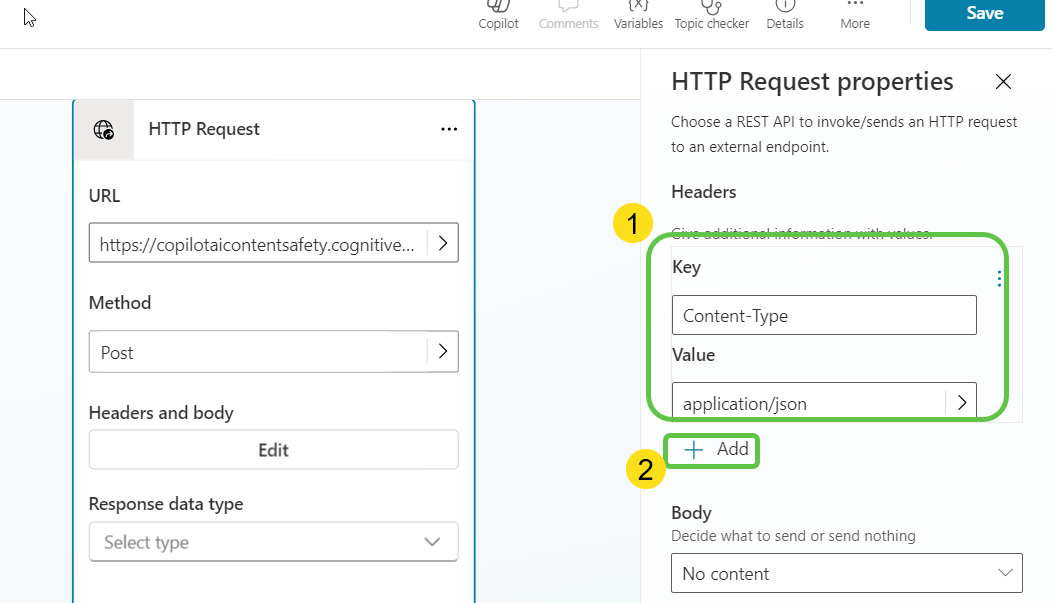 Copilot
Comments
{x}
Variables
Topic checker
Details
More
Save
HTTP Request
URL
https://copilotaicontentsafety.cognitive...
Method
Post
Headers and body
Edit
Response data type
Select type
HTTP Request properties
Choose a REST API to invoke/sends an HTTP request
to an external endpoint.
Headers
1
Give additional information with values.
Key
Content-Type
Value
application/json
2
Add
Body
Decide what to send or send nothing
No content